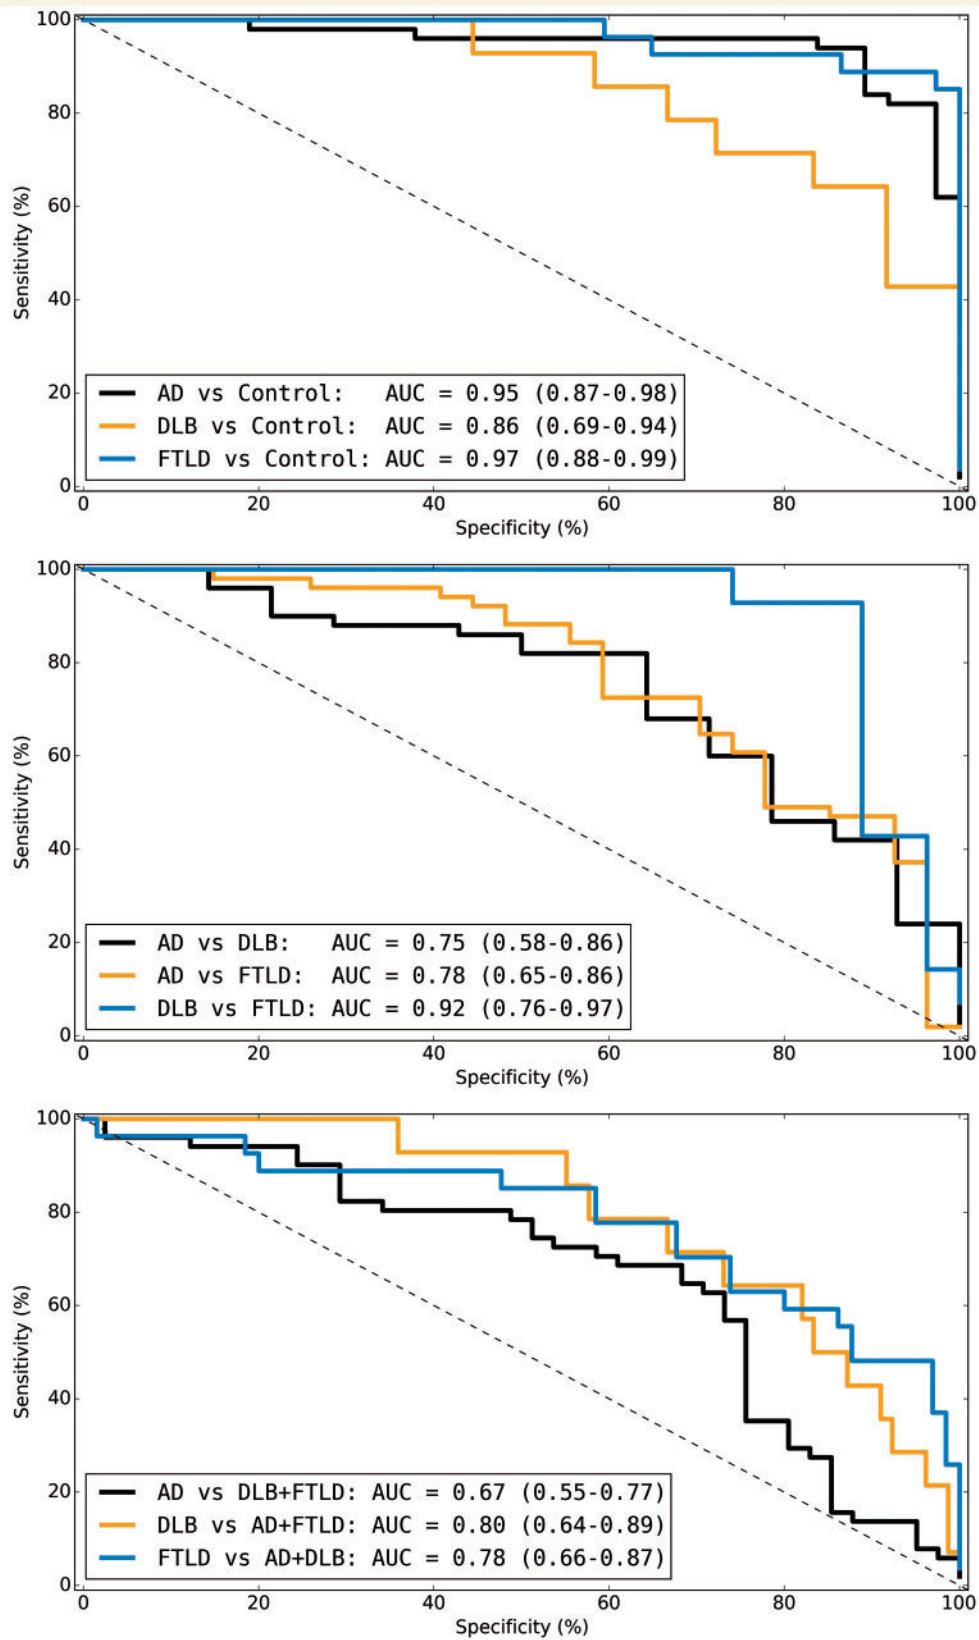 100
80
60
40
20
0
Sensitivity (%)
AD vs Control: AUC = 0.95 (0.87-0.98)
DLB vs Control: AUC = 0.86 (0.69-0.94)
FTLD vs Control: AUC = 0.97 (0.88-0.99)
0 20 40 60 80 100
Specificity (%)
100
80
60
40
20
0
Sensitivity (%)
AD vs DLB: AUC = 0.75 (0.58-0.86)
AD vs FTLD: AUC = 0.78 (0.65-0.86)
DLB vs FTLD: AUC = 0.92 (0.76-0.97)
0 20 40 60 80 100
Specificity (%)
100
80
60
40
20
0
Sensitivity (%)
AD vs DLB+FTLD: AUC = 0.67 (0.55-0.77)
DLB vs AD+FTLD: AUC = 0.80 (0.64-0.89)
FTLD vs AD+DLB: AUC = 0.78 (0.66-0.87)
0 20 40 60 80 100
Specificity (%)